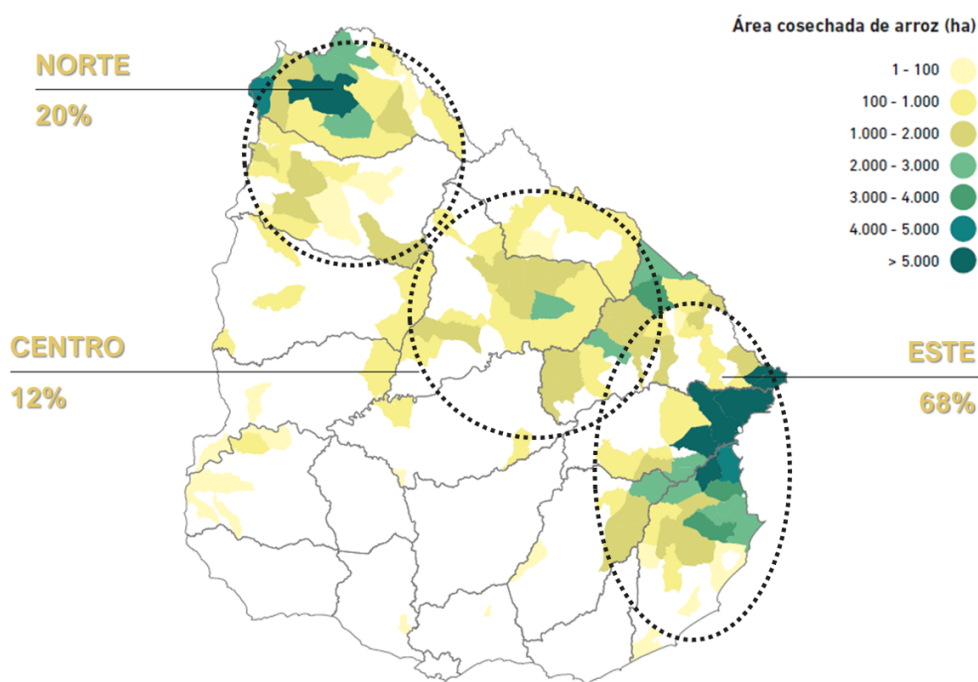 Área cosechada de arroz (ha)
1 - 100
100 - 1.000
1.000 - 2.000
2.000 - 3.000
3.000 - 4.000
4.000 - 5.000
> 5.000
NORTE
20%
CENTRO
12%
ESTE
68%